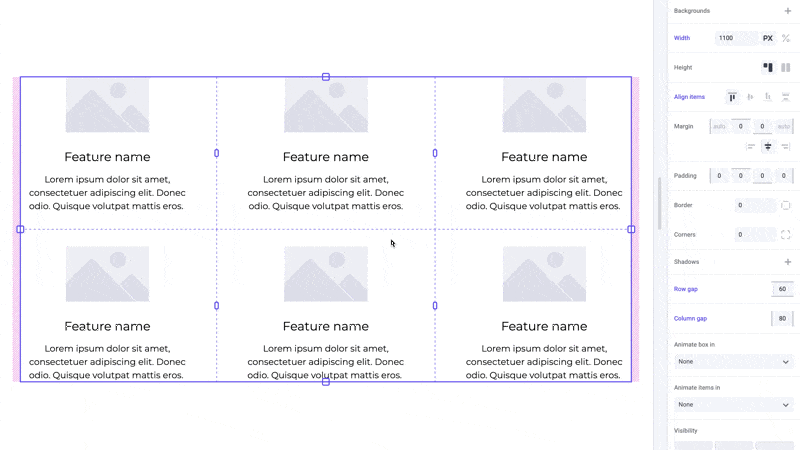 Feature name
Lorem ipsum dolor sit amet,
consectetuer adipiscing elit. Donec
odio. Quisque volutpat mattis eros.
Feature name
Lorem ipsum dolor sit amet,
consectetuer adipiscing elit. Donec
odio. Quisque volutpat mattis eros.
Feature name
Lorem ipsum dolor sit amet,
consectetuer adipiscing elit. Donec
odio. Quisque volutpat mattis eros.
Feature name
Lorem ipsum dolor sit amet,
consectetuer adipiscing elit. Donec
odio. Quisque volutpat mattis eros.
Feature name
Lorem ipsum dolor sit amet,
consectetuer adipiscing elit. Donec
odio. Quisque volutpat mattis eros.
Feature name
Lorem ipsum dolor sit amet,
consectetuer adipiscing elit. Donec
odio. Quisque volutpat mattis eros.
Backgrounds +
Width 1100 PX %
Height
Align items
Margin auto 0 0 auto
Padding 0 0 0 0
Border 0
Corners 0
Shadows +
Row gap 60
Column gap 80
Animate box in
None
Animate items in
None
Visibility